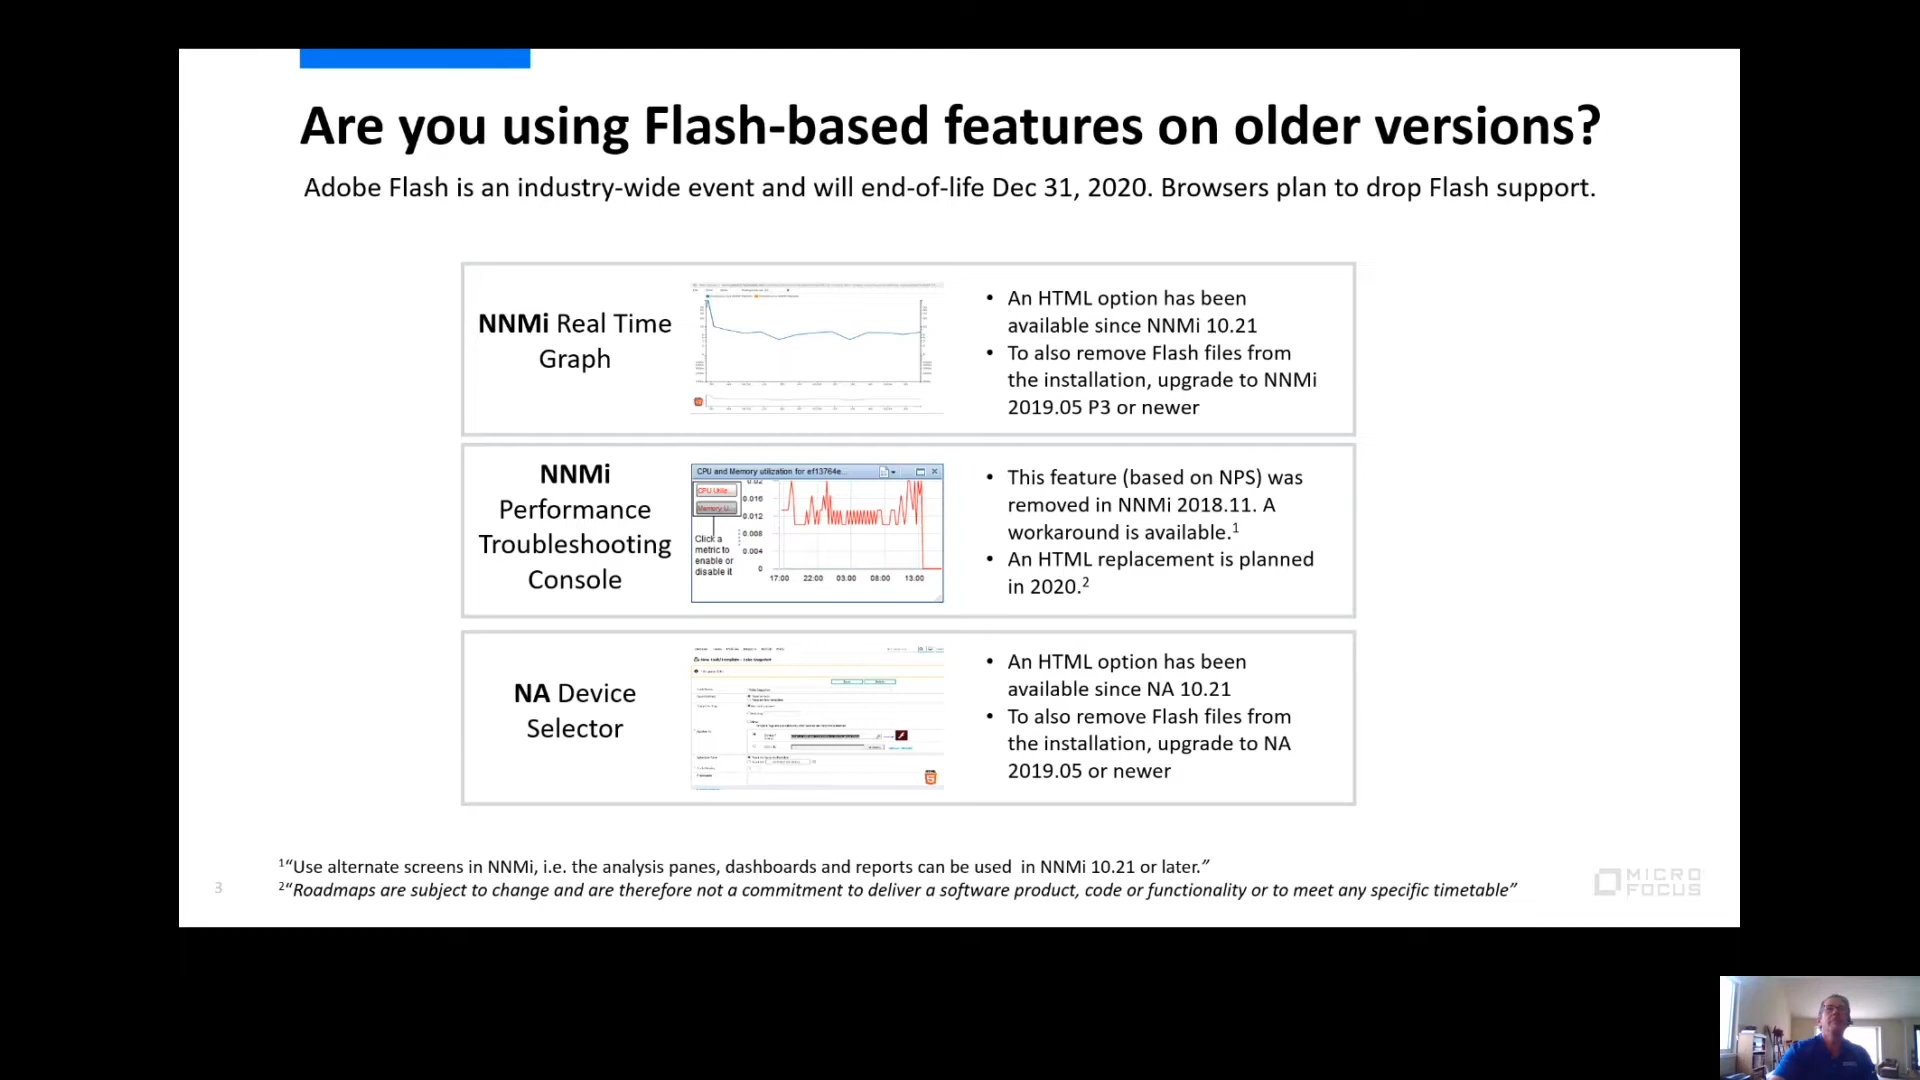 Are you using Flash-based features on older versions?
Adobe Flash is an industry-wide event and will end-of-life Dec 31, 2020. Browsers plan to drop Flash support.
NNMi Real Time
Graph
• An HTML option has been
available since NNMi 10.21
• To also remove Flash files from
the installation, upgrade to NNMi
2019.05 P3 or newer
NNMi
Performance
Troubleshooting
Console
CPU and Memory utilization for ef13764e...
CPU Utiliz...
Memory U...
Click a
metric to
enable or
disable it
0.02
0.016
0.012
0.008
0.004
0
17:00 22:00 03:00 08:00 13:00
• This feature (based on NPS) was
removed in NNMi 2018.11. A
workaround is available.1
• An HTML replacement is planned
in 2020.2
NA Device
Selector
• An HTML option has been
available since NA 10.21
• To also remove Flash files from
the installation, upgrade to NA
2019.05 or newer
1“Use alternate screens in NNMi, i.e. the analysis panes, dashboards and reports can be used in NNMi 10.21 or later.”
2“Roadmaps are subject to change and are therefore not a commitment to deliver a software product, code or functionality or to meet any specific timetable”
3
MICRO
FOCUS